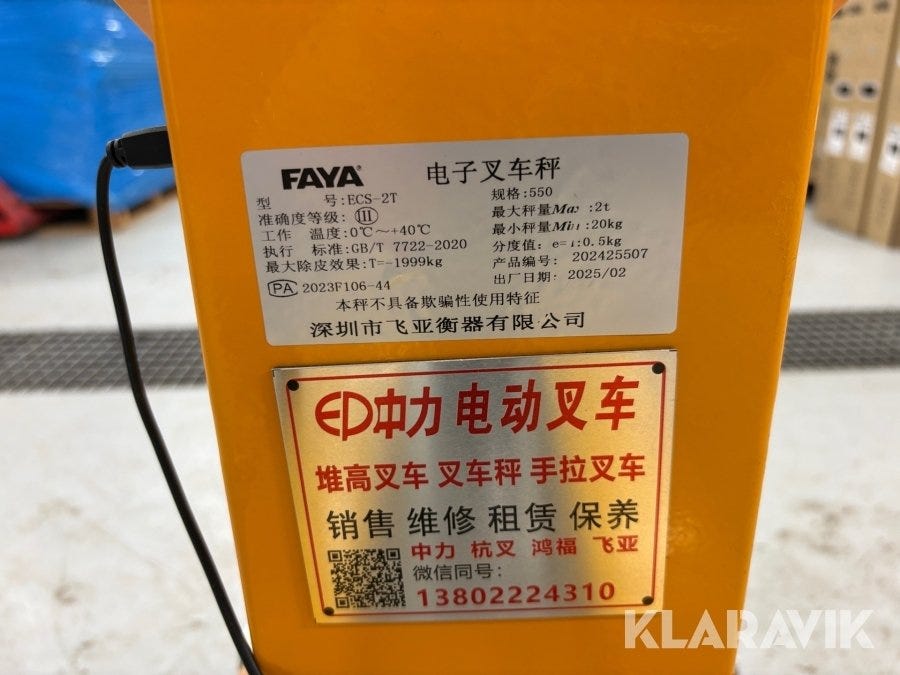 FAYA® 电子叉车秤
型 号:ECS-2T 规格:550
准确度等级: Ⅲ 最大秤量Max :2t
工作 温度:0℃~+40℃ 最小秤量Min :20kg
执行 标准:GB/T 7722-2020 分度值: e= :0.5kg
最大除皮效果:T=-1999kg 产品编号: 202425507
PA 2023F106-44 出厂日期: 2025/02
本秤不具备欺骗性使用特征
深圳市飞亚衡器有限公司
EP中力 电动叉车
堆高叉车 叉车秤 手拉叉车
销售 维修 租赁 保养
中力 杭叉 鸿福 飞亚
微信同号:
13802224310
KLARAVIK